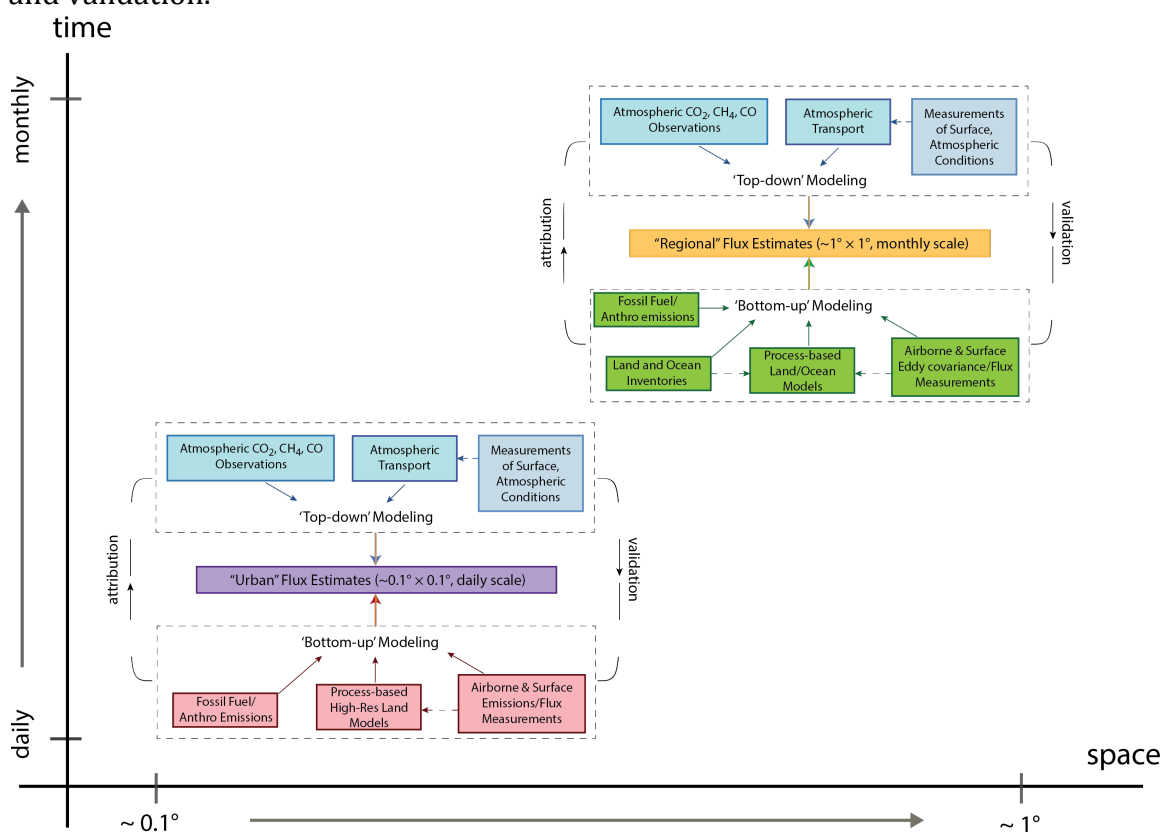 and validation.
time
monthly
daily
Atmospheric CO₂, CH₄, CO
Observations
Atmospheric
Transport
Measurements
of Surface,
Atmospheric
Conditions
‘Top-down’ Modeling
attribution
validation
“Regional” Flux Estimates (~1° × 1°, monthly scale)
‘Bottom-up’ Modeling
Fossil Fuel/
Anthro emissions
Land and Ocean
Inventories
Process-based
Land/Ocean
Models
Airborne & Surface
Eddy covariance/Flux
Measurements
Atmospheric CO₂, CH₄, CO
Observations
Atmospheric
Transport
Measurements
of Surface,
Atmospheric
Conditions
‘Top-down’ Modeling
attribution
validation
“Urban” Flux Estimates (~0.1° × 0.1°, daily scale)
‘Bottom-up’ Modeling
Fossil Fuel/
Anthro Emissions
Process-based
High-Res Land
Models
Airborne & Surface
Emissions/Flux
Measurements
space
~ 0.1°
~ 1°